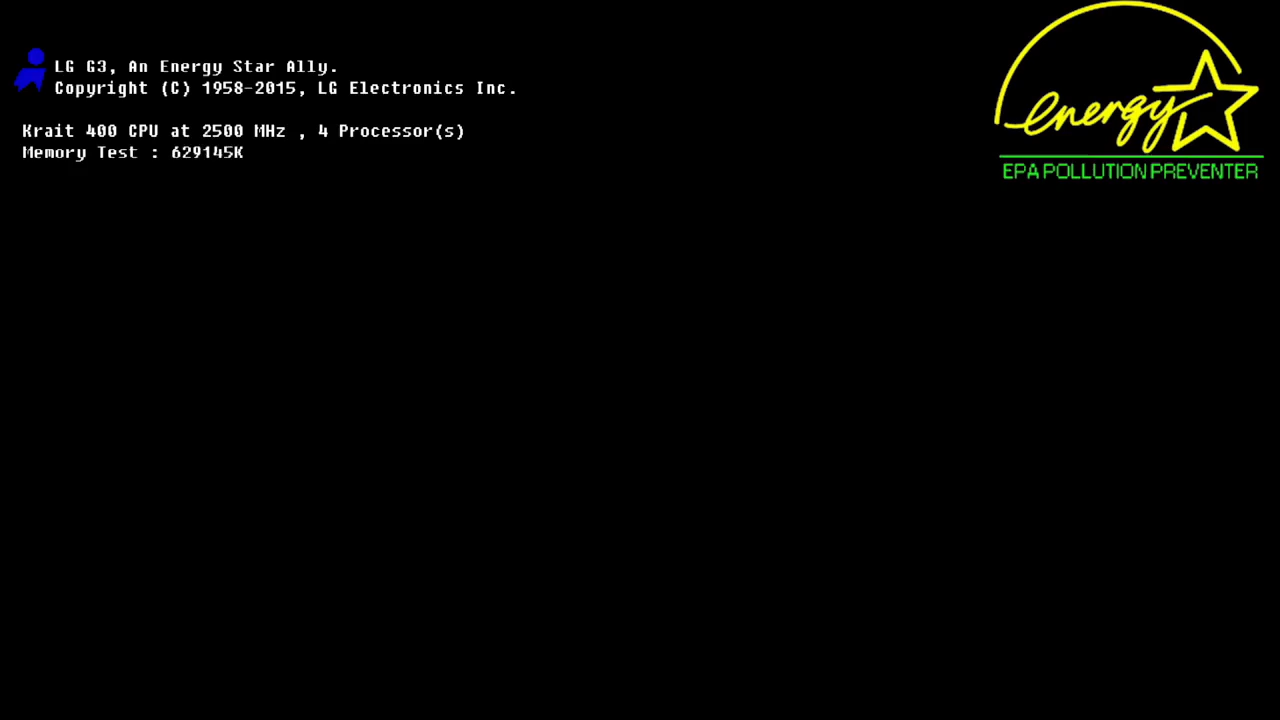 LG G3, An Energy Star Ally.
Copyright (C) 1958-2015, LG Electronics Inc.
Krait 400 CPU at 2500 MHz , 4 Processor(s)
Memory Test : 629145K
energy
EPA POLLUTION PREVENTER